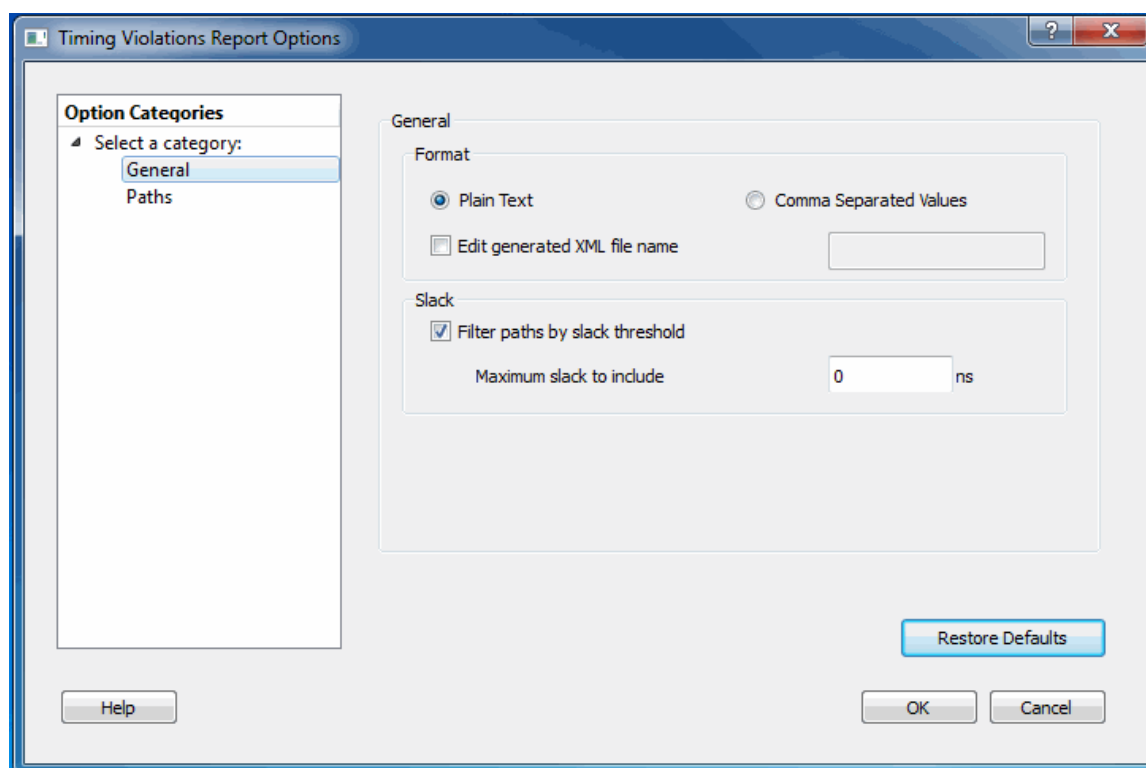 Timing Violations Report Options
Option Categories
Select a category:
General
Paths
General
Format
Plain Text
Comma Separated Values
Edit generated XML file name
Slack
Filter paths by slack threshold
Maximum slack to include 0 ns
Restore Defaults
Help
OK
Cancel